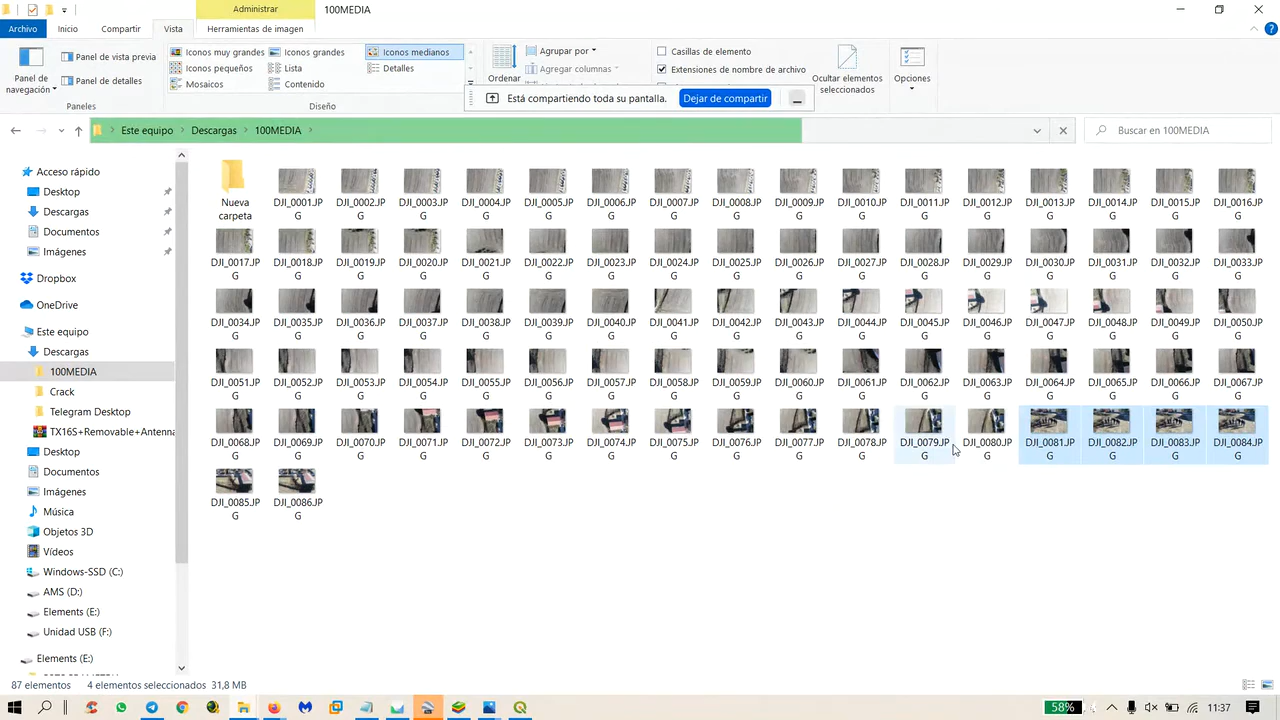 Administrar
100MEDIA
Archivo
Inicio
Compartir
Vista
Herramientas de imagen
Panel de navegación
Panel de vista previa
Panel de detalles
Paneles
Iconos muy grandes
Iconos grandes
Iconos medianos
Iconos pequeños
Lista
Detalles
Mosaicos
Contenido
Diseño
Ordenar
Agrupar por
Agregar columnas
Casillas de elemento
Extensiones de nombre de archivo
Ocultar elementos
seleccionados
Opciones
Está compartiendo toda su pantalla.
Dejar de compartir
Este equipo
Descargas
100MEDIA
Buscar en 100MEDIA
Acceso rápido
Desktop
Descargas
Documentos
Imágenes
Dropbox
OneDrive
Este equipo
Descargas
100MEDIA
Crack
Telegram Desktop
TX16S+Removable+Antenna
Desktop
Documentos
Imágenes
Música
Objetos 3D
Vídeos
Windows-SSD (C:)
AMS (D:)
Elements (E:)
Unidad USB (F:)
Elements (E:)
Nueva carpeta
DJI_0001.JPG
DJI_0002.JPG
DJI_0003.JPG
DJI_0004.JPG
DJI_0005.JPG
DJI_0006.JPG
DJI_0007.JPG
DJI_0008.JPG
DJI_0009.JPG
DJI_0010.JPG
DJI_0011.JPG
DJI_0012.JPG
DJI_0013.JPG
DJI_0014.JPG
DJI_0015.JPG
DJI_0016.JPG
DJI_0017.JPG
DJI_0018.JPG
DJI_0019.JPG
DJI_0020.JPG
DJI_0021.JPG
DJI_0022.JPG
DJI_0023.JPG
DJI_0024.JPG
DJI_0025.JPG
DJI_0026.JPG
DJI_0027.JPG
DJI_0028.JPG
DJI_0029.JPG
DJI_0030.JPG
DJI_0031.JPG
DJI_0032.JPG
DJI_0033.JPG
DJI_0034.JPG
DJI_0035.JPG
DJI_0036.JPG
DJI_0037.JPG
DJI_0038.JPG
DJI_0039.JPG
DJI_0040.JPG
DJI_0041.JPG
DJI_0042.JPG
DJI_0043.JPG
DJI_0044.JPG
DJI_0045.JPG
DJI_0046.JPG
DJI_0047.JPG
DJI_0048.JPG
DJI_0049.JPG
DJI_0050.JPG
DJI_0051.JPG
DJI_0052.JPG
DJI_0053.JPG
DJI_0054.JPG
DJI_0055.JPG
DJI_0056.JPG
DJI_0057.JPG
DJI_0058.JPG
DJI_0059.JPG
DJI_0060.JPG
DJI_0061.JPG
DJI_0062.JPG
DJI_0063.JPG
DJI_0064.JPG
DJI_0065.JPG
DJI_0066.JPG
DJI_0067.JPG
DJI_0068.JPG
DJI_0069.JPG
DJI_0070.JPG
DJI_0071.JPG
DJI_0072.JPG
DJI_0073.JPG
DJI_0074.JPG
DJI_0075.JPG
DJI_0076.JPG
DJI_0077.JPG
DJI_0078.JPG
DJI_0079.JPG
DJI_0080.JPG
DJI_0081.JPG
DJI_0082.JPG
DJI_0083.JPG
DJI_0084.JPG
DJI_0085.JPG
DJI_0086.JPG
87 elementos
4 elementos seleccionados
31,8 MB
58%
11:37